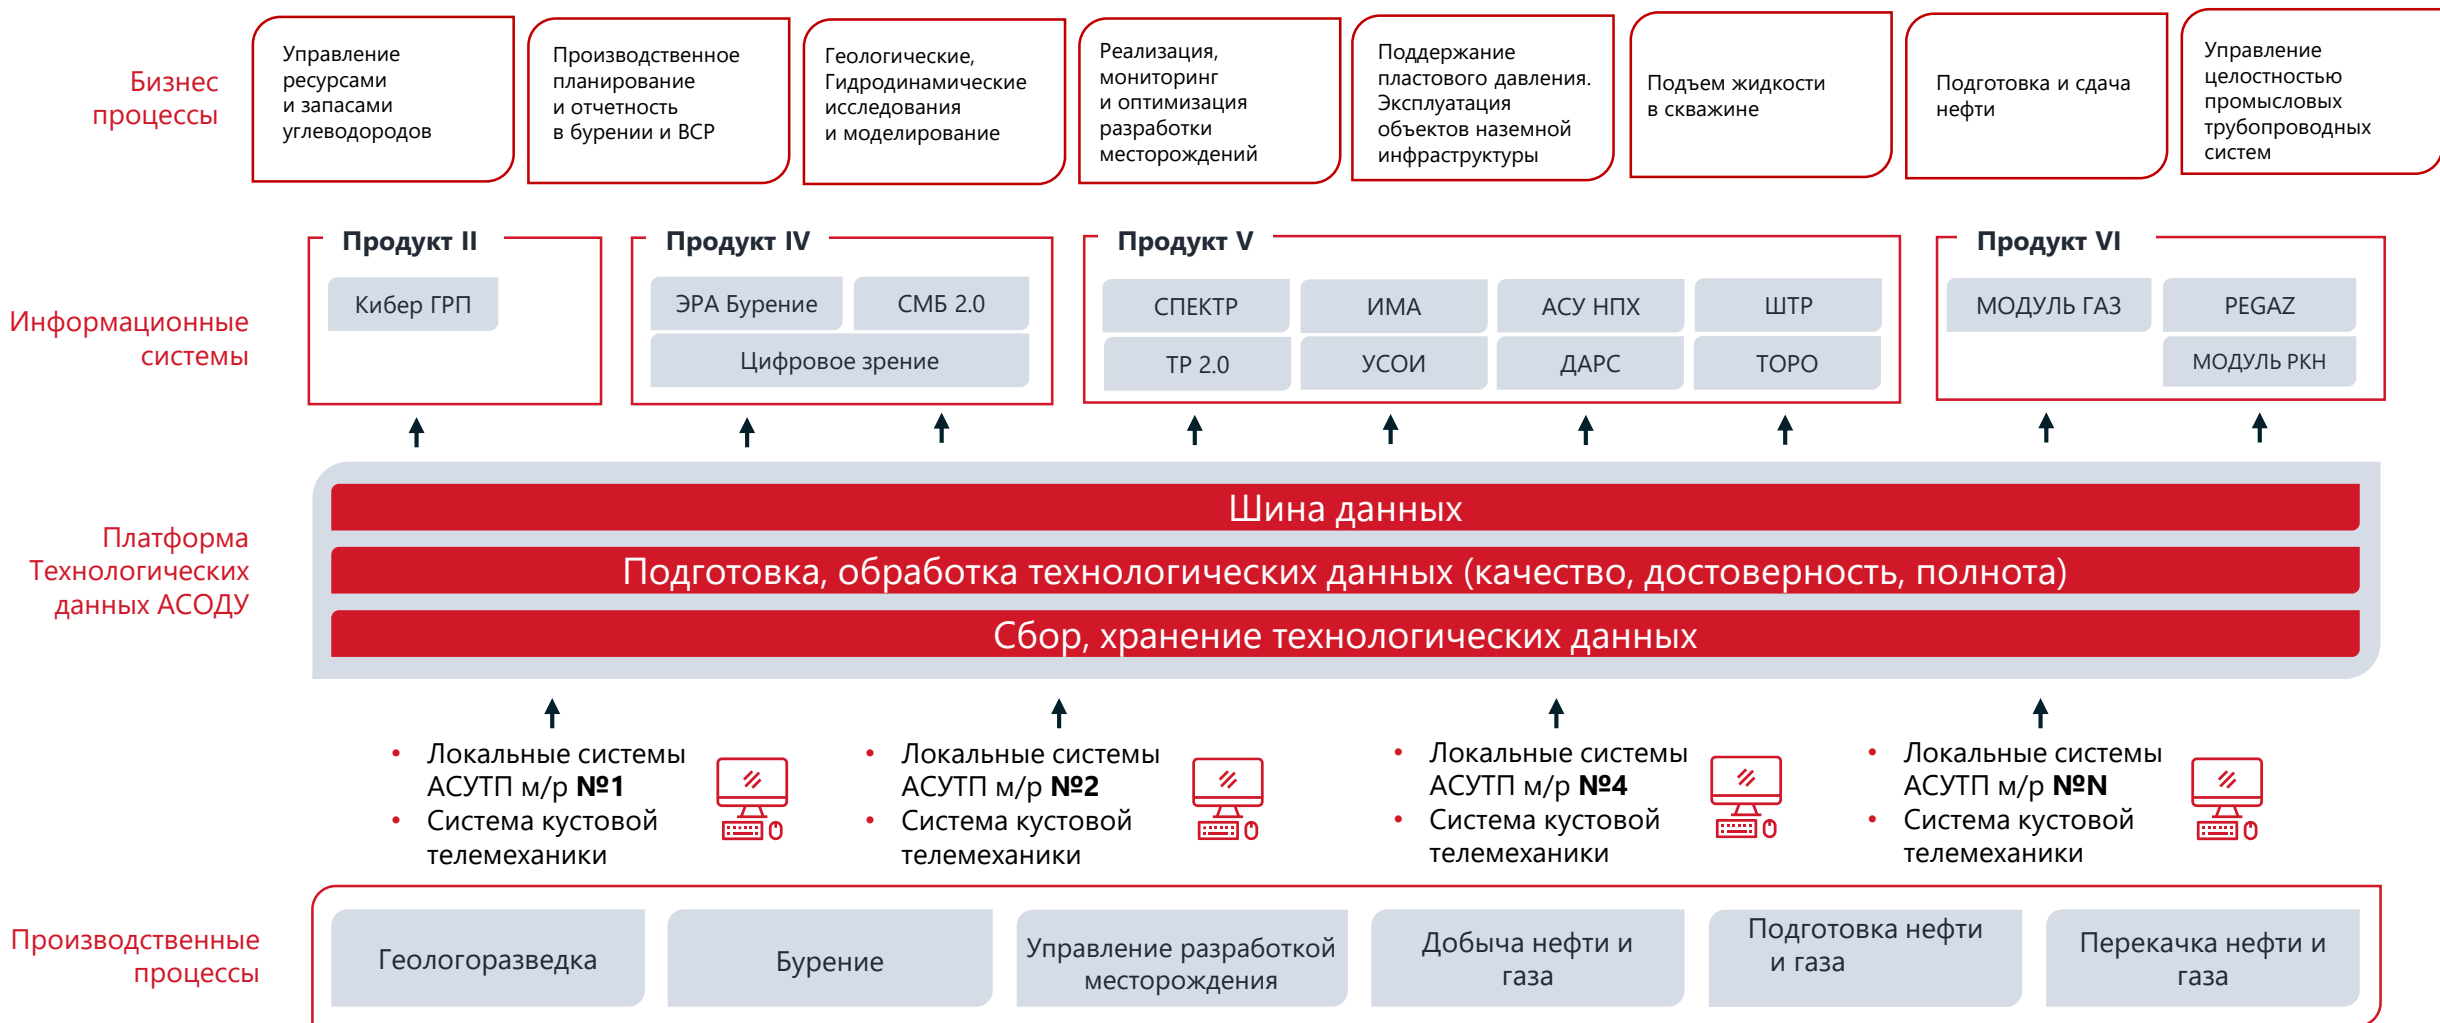 Бизнес
процессы
Управление
ресурсами
и запасами
углеводородов
Производственное
планирование
и отчетность
в бурении и ВСР
Геологические,
Гидродинамические
исследования
и моделирование
Реализация,
мониторинг
и оптимизация
разработки
месторождений
Поддержание
пластового давления.
Эксплуатация
объектов наземной
инфраструктуры
Подъем жидкости
в скважине
Подготовка и сдача
нефти
Управление
целостностью
промысловых
трубопроводных
систем
Информационные
системы
Продукт II
Кибер ГРП
Продукт IV
ЭРА Бурение
СМБ 2.0
Цифровое зрение
Продукт V
СПЕКТР
ИМА
АСУ НПХ
ШТР
ТР 2.0
УСОИ
ДАРС
ТОРО
Продукт VI
МОДУЛЬ ГАЗ
PEGAZ
МОДУЛЬ РКН
Платформа
Технологических
данных АСОДУ
Шина данных
Подготовка, обработка технологических данных (качество, достоверность, полнота)
Сбор, хранение технологических данных
• Локальные системы
АСУТП м/р №1
• Система кустовой
телемеханики
• Локальные системы
АСУТП м/р №2
• Система кустовой
телемеханики
• Локальные системы
АСУТП м/р №4
• Система кустовой
телемеханики
• Локальные системы
АСУТП м/р №N
• Система кустовой
телемеханики
Производственные
процессы
Геологоразведка
Бурение
Управление разработкой
месторождения
Добыча нефти и
газа
Подготовка нефти
и газа
Перекачка нефти и
газа